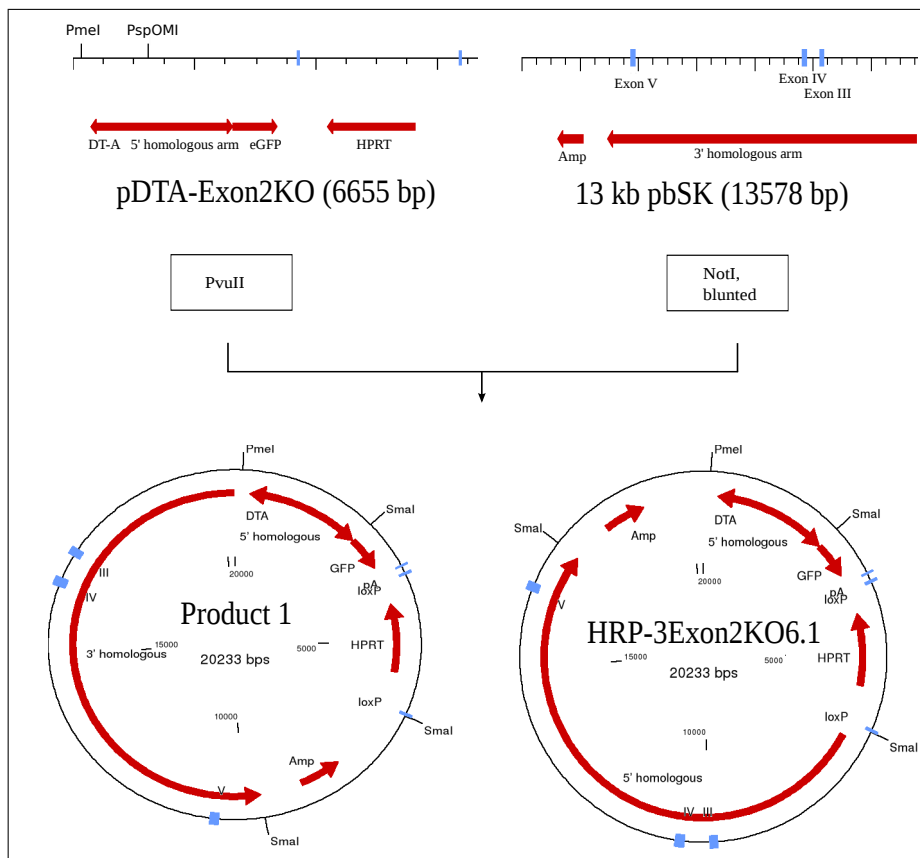 PmeI PspOMI
Exon V
Exon IV
Exon III
DT-A 5' homologous arm eGFP HPRT
Amp 3' homologous arm
pDTA-Exon2KO (6655 bp)
13 kb pbSK (13578 bp)
PvuII
NotI,
blunted
PmeI
SmaI
DTA
5' homologous
GFP
pA
loxP
III
IV
20000
Product 1
3' homologous
15000
5000
HPRT
20233 bps
10000
loxP
SmaI
Amp
V
SmaI
PmeI
SmaI
SmaI
Amp
DTA
5' homologous
GFP
pA
loxP
V
20000
HRP-3Exon2KO6.1
15000
5000
HPRT
20233 bps
10000
loxP
SmaI
5' homologous
IV III